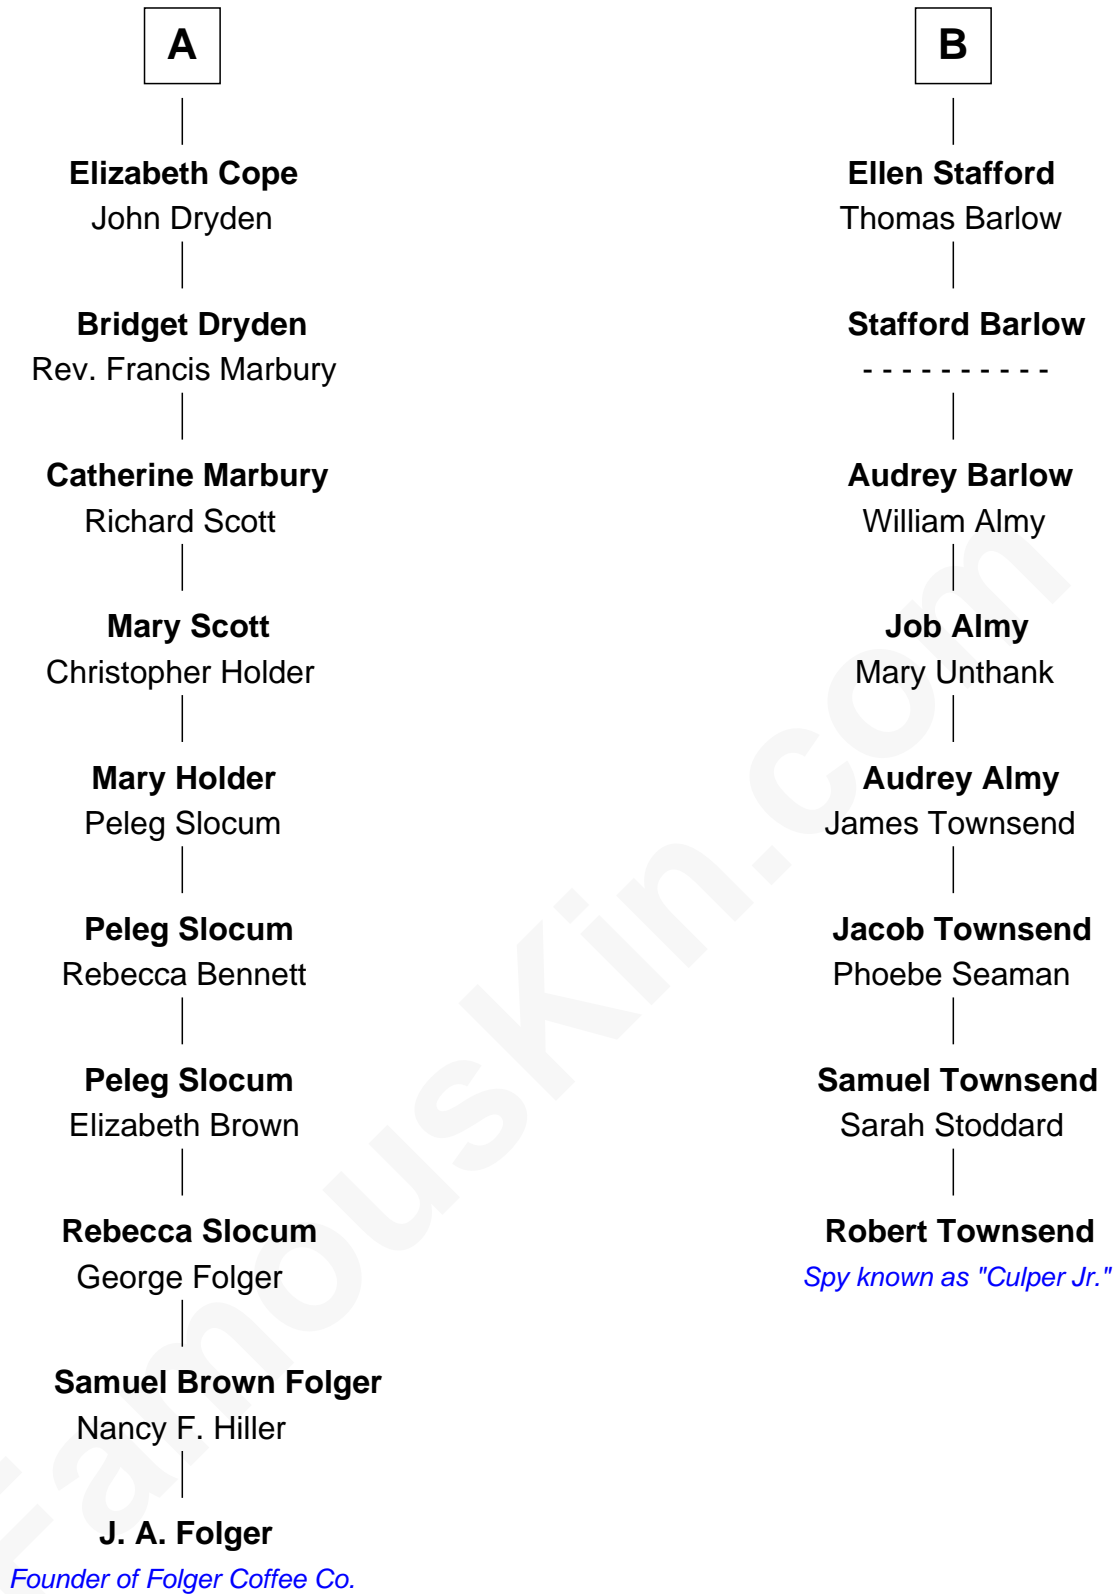 A
Elizabeth Cope
John Dryden
Bridget Dryden
Rev. Francis Marbury
Catherine Marbury
Richard Scott
Mary Scott
Christopher Holder
Mary Holder
Peleg Slocum
Peleg Slocum
Rebecca Bennett
Peleg Slocum
Elizabeth Brown
Rebecca Slocum
George Folger
Samuel Brown Folger
Nancy F. Hiller
J. A. Folger
Founder of Folger Coffee Co.
B
Ellen Stafford
Thomas Barlow
Stafford Barlow
- - - - - - - - - -
Audrey Barlow
William Almy
Job Almy
Mary Unthank
Audrey Almy
James Townsend
Jacob Townsend
Phoebe Seaman
Samuel Townsend
Sarah Stoddard
Robert Townsend
Spy known as "Culper Jr."
FamousKin.com